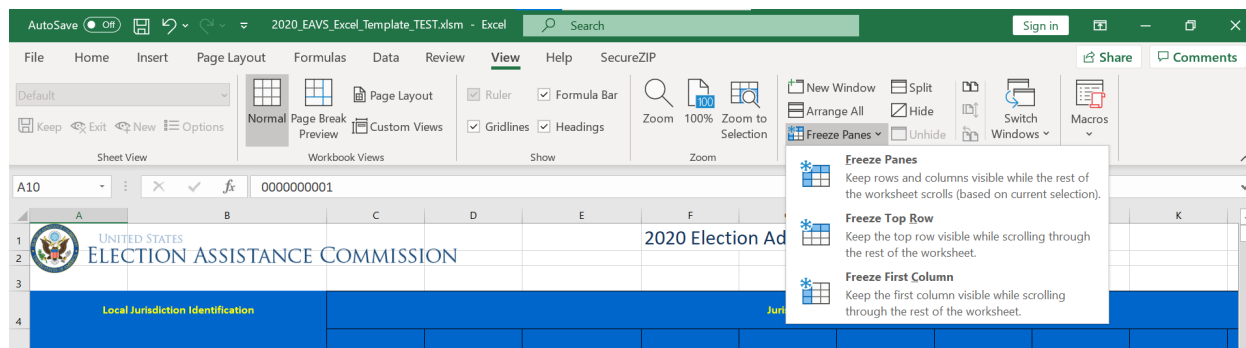 AutoSave Off 2020_EAVS_Excel_Template_TEST.xlsm - Excel Search Sign in
File Home Insert Page Layout Formulas Data Review View Help SecureZIP Share Comments
Default
Keep Exit New Options
Sheet View
Normal
Page Break
Preview
Page Layout
Custom Views
Workbook Views
Ruler Formula Bar
Gridlines Headings
Show
Zoom
100
100%
Zoom to
Selection
Zoom
New Window
Arrange All
Freeze Panes
Split
Hide
Unhide
Switch
Windows
Macros
Freeze Panes
Keep rows and columns visible while the rest of
the worksheet scrolls (based on current selection).
Freeze Top Row
Keep the top row visible while scrolling through
the rest of the worksheet.
Freeze First Column
Keep the first column visible while scrolling
through the rest of the worksheet.
A10 fx 0000000001
A B C D E F K
1
2
3
4
UNITED STATES
ELECTION ASSISTANCE COMMISSION
2020 Election Ad
Local Jurisdiction Identification
Juri